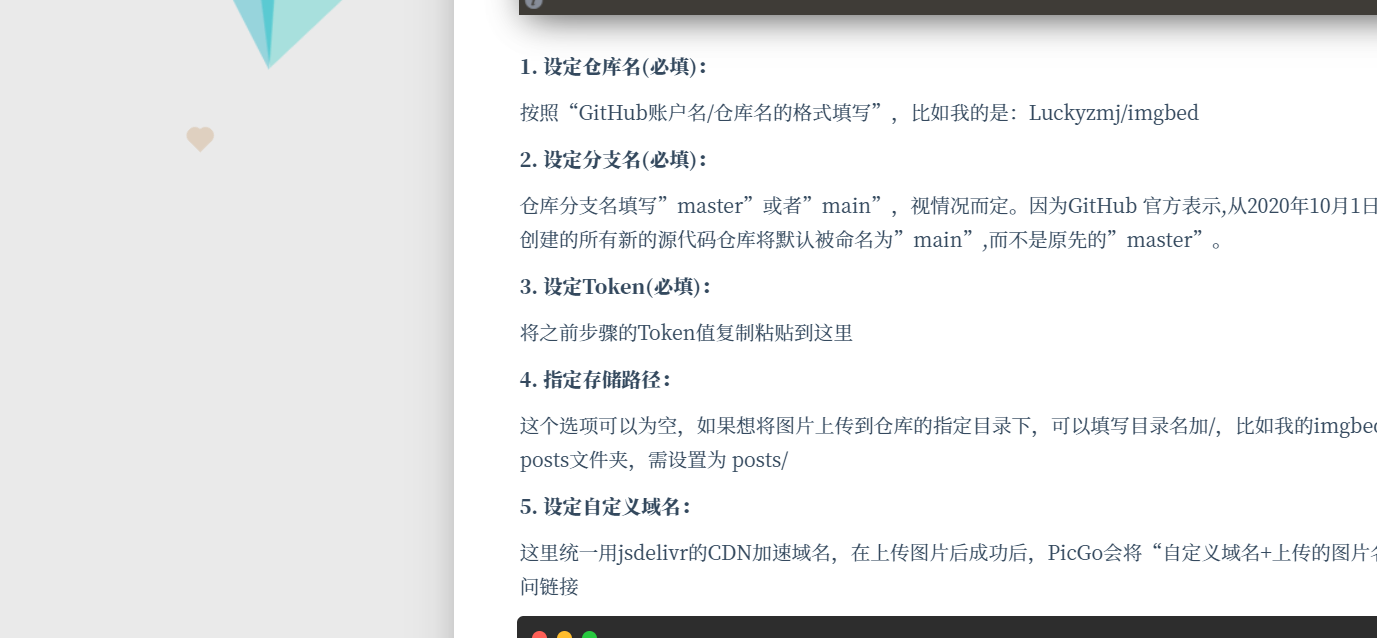 1. 设定仓库名(必填)：
按照“GitHub账户名/仓库名的格式填写”，比如我的是：Luckyzmj/imgbed
2. 设定分支名(必填)：
仓库分支名填写”master”或者”main”，视情况而定。因为GitHub 官方表示,从2020年10月1日
创建的所有新的源代码仓库将默认被命名为”main”,而不是原先的”master”。
3. 设定Token(必填)：
将之前步骤的Token值复制粘贴到这里
4. 指定存储路径：
这个选项可以为空，如果想将图片上传到仓库的指定目录下，可以填写目录名加/，比如我的imgbed
posts文件夹，需设置为 posts/
5. 设定自定义域名：
这里统一用jsdelivr的CDN加速域名，在上传图片后成功后，PicGo会将“自定义域名+上传的图片名
问链接